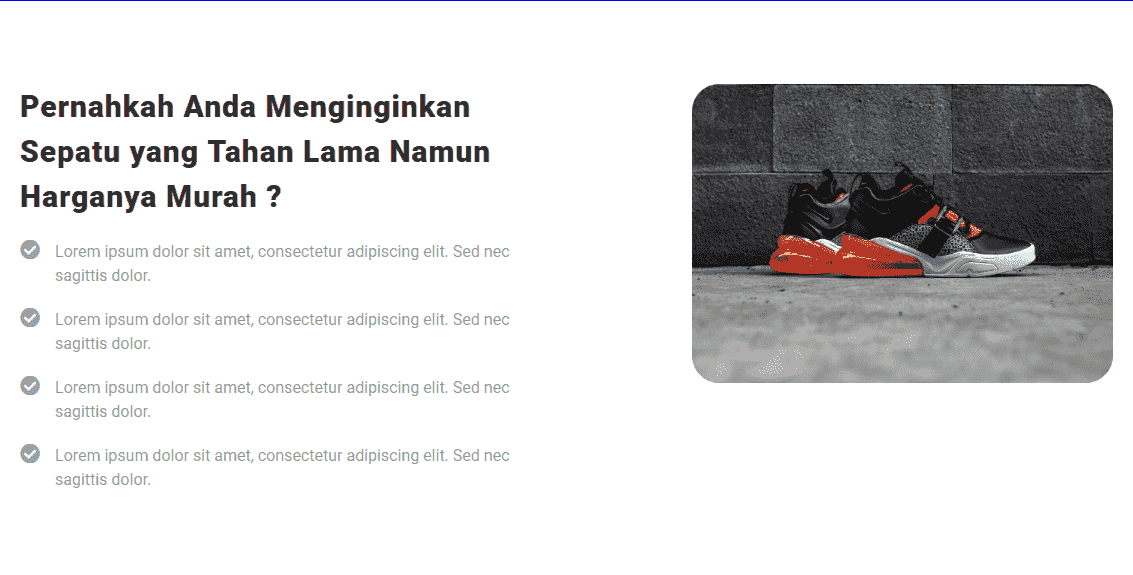 Pernahkah Anda Menginginkan
Sepatu yang Tahan Lama Namun
Harganya Murah ?
Lorem ipsum dolor sit amet, consectetur adipiscing elit. Sed nec
sagittis dolor.
Lorem ipsum dolor sit amet, consectetur adipiscing elit. Sed nec
sagittis dolor.
Lorem ipsum dolor sit amet, consectetur adipiscing elit. Sed nec
sagittis dolor.
Lorem ipsum dolor sit amet, consectetur adipiscing elit. Sed nec
sagittis dolor.